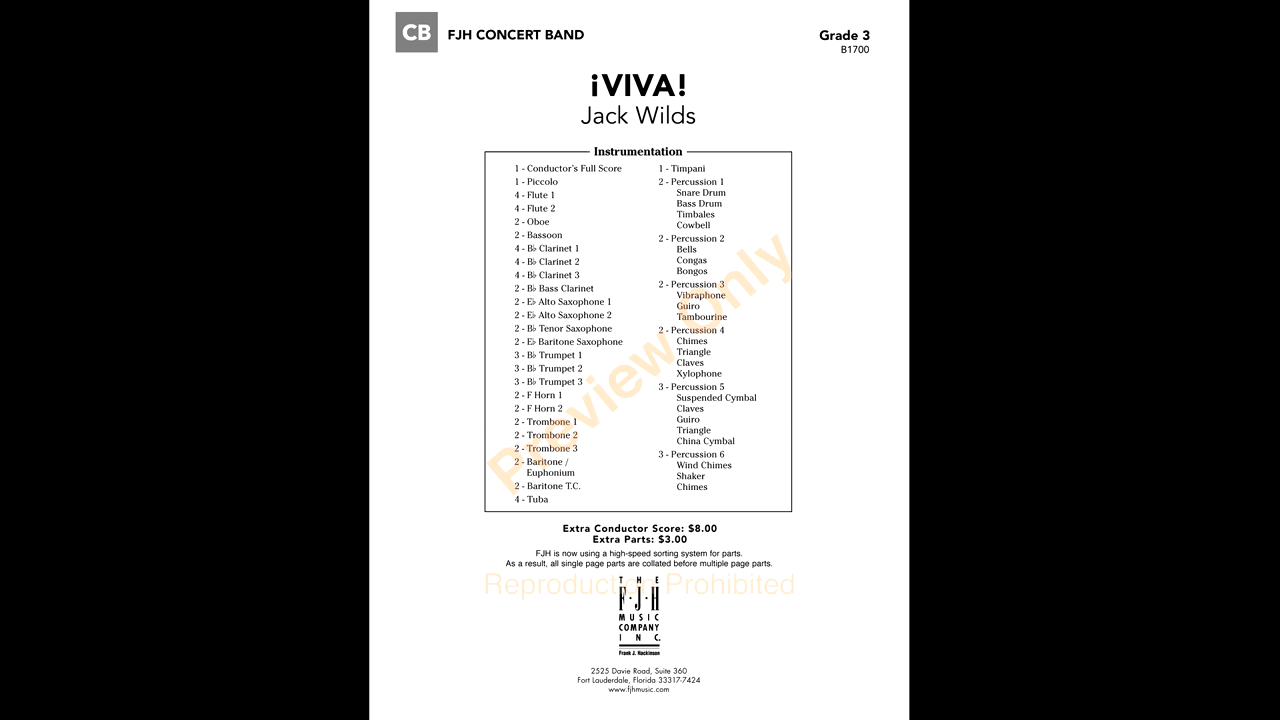 CB
FJH CONCERT BAND
Grade 3
B1700
¡VIVA!
Jack Wilds
Instrumentation
1 - Conductor's Full Score
1 - Piccolo
4 - Flute 1
4 - Flute 2
2 - Oboe
2 - Bassoon
4 - B♭ Clarinet 1
4 - B♭ Clarinet 2
4 - B♭ Clarinet 3
2 - B♭ Bass Clarinet
2 - E♭ Alto Saxophone 1
2 - E♭ Alto Saxophone 2
2 - B♭ Tenor Saxophone
2 - E♭ Baritone Saxophone
3 - B♭ Trumpet 1
3 - B♭ Trumpet 2
3 - B♭ Trumpet 3
2 - F Horn 1
2 - F Horn 2
2 - Trombone 1
2 - Trombone 2
2 - Trombone 3
2 - Baritone /
Euphonium
2 - Baritone T.C.
4 - Tuba
1 - Timpani
2 - Percussion 1
Snare Drum
Bass Drum
Timbales
Cowbell
2 - Percussion 2
Bells
Congas
Bongos
2 - Percussion 3
Vibraphone
Guiro
Tambourine
2 - Percussion 4
Chimes
Triangle
Claves
Xylophone
3 - Percussion 5
Suspended Cymbal
Claves
Guiro
Triangle
China Cymbal
3 - Percussion 6
Wind Chimes
Shaker
Chimes
Preview Only
Extra Conductor Score: $8.00
Extra Parts: $3.00
FJH is now using a high-speed sorting system for parts.
As a result, all single page parts are collated before multiple page parts.
Reproduction Prohibited
THE
F·J·H
MUSIC
COMPANY
INC.
Frank J. Hackinson
2525 Davie Road, Suite 360
Fort Lauderdale, Florida 33317-7424
www.fjhmusic.com